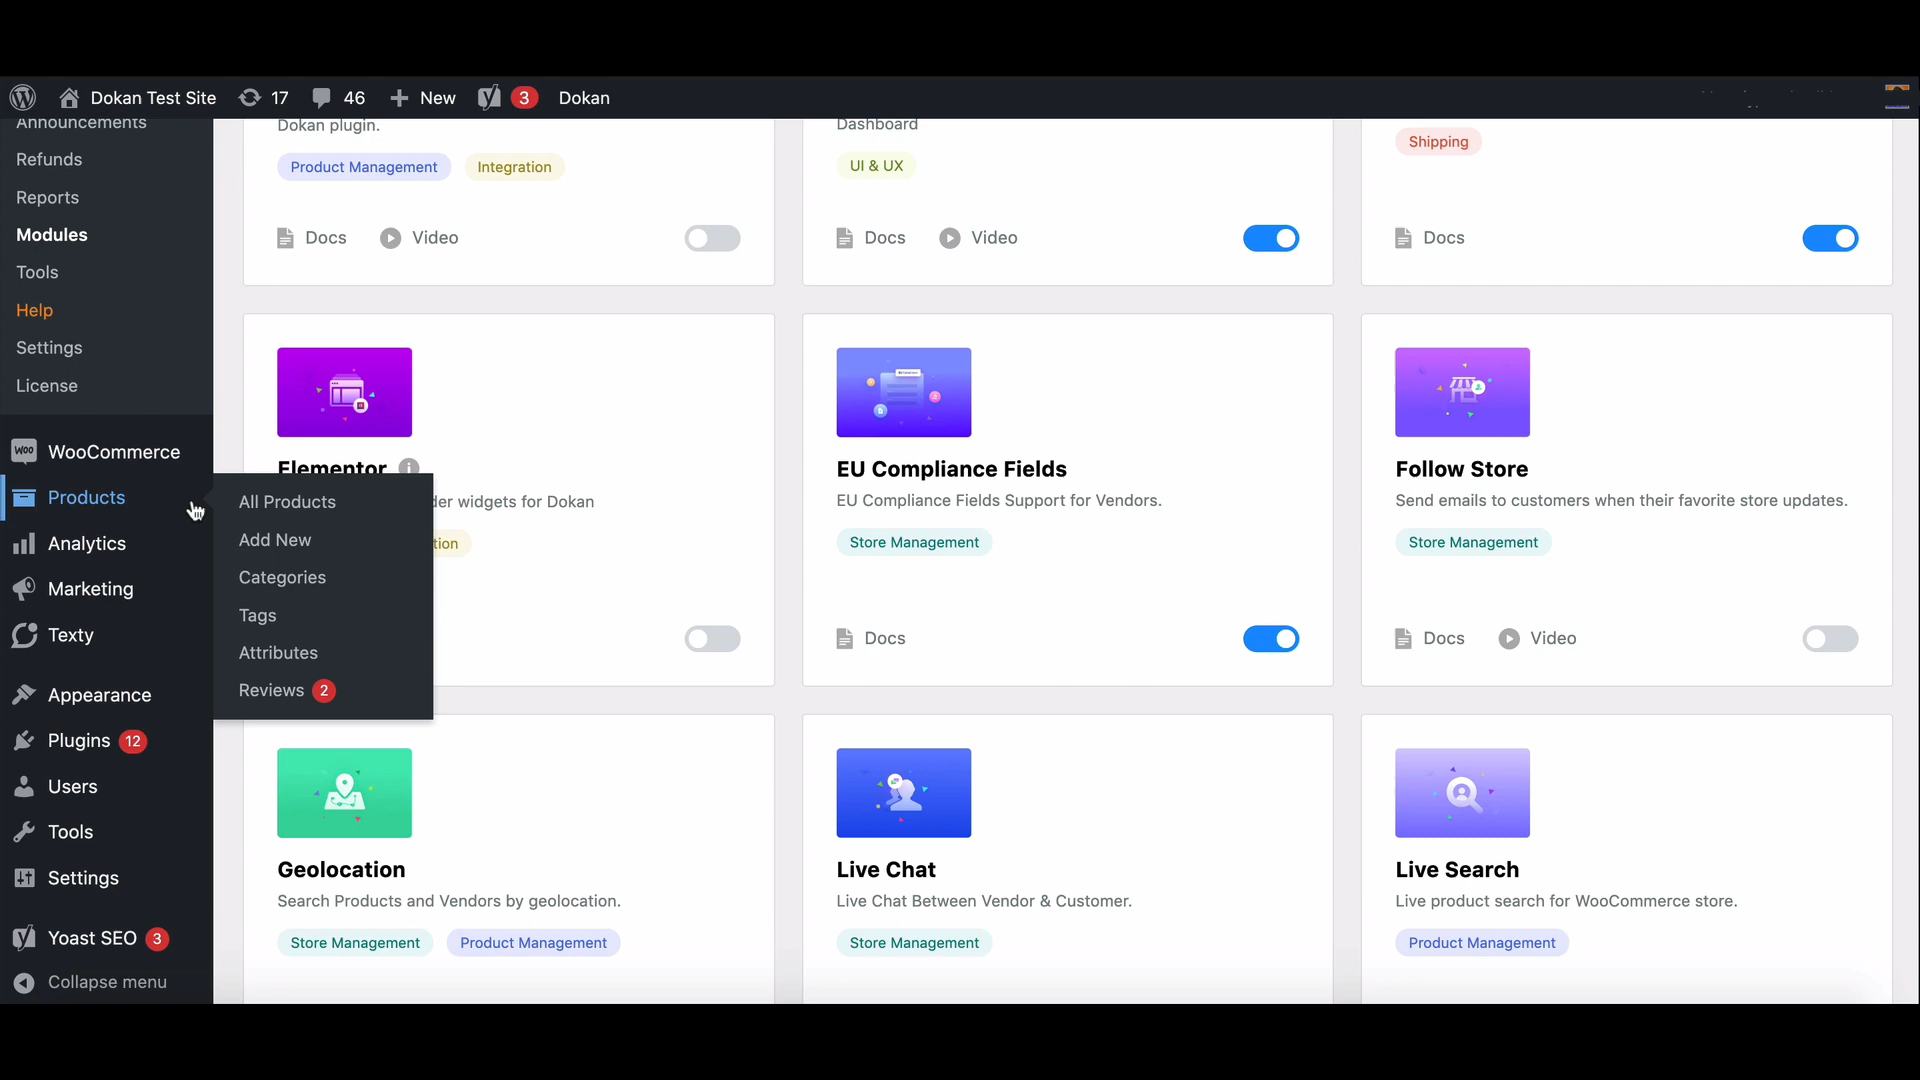 Dokan Test Site 17 46 New 3 Dokan
Announcements
Refunds
Reports
Modules
Tools
Help
Settings
License
WooCommerce
Products
Analytics
Marketing
Texty
Appearance
Plugins 12
Users
Tools
Settings
Yoast SEO 3
Collapse menu
All Products
Add New
Categories
Tags
Attributes
Reviews 2
Dokan plugin.
Product Management Integration
Docs Video
Dashboard
UI & UX
Docs Video
Shipping
Docs
Elementor
der widgets for Dokan
tion
EU Compliance Fields
EU Compliance Fields Support for Vendors.
Store Management
Docs
Follow Store
Send emails to customers when their favorite store updates.
Store Management
Docs Video
Geolocation
Search Products and Vendors by geolocation.
Store Management Product Management
Live Chat
Live Chat Between Vendor & Customer.
Store Management
Live Search
Live product search for WooCommerce store.
Product Management